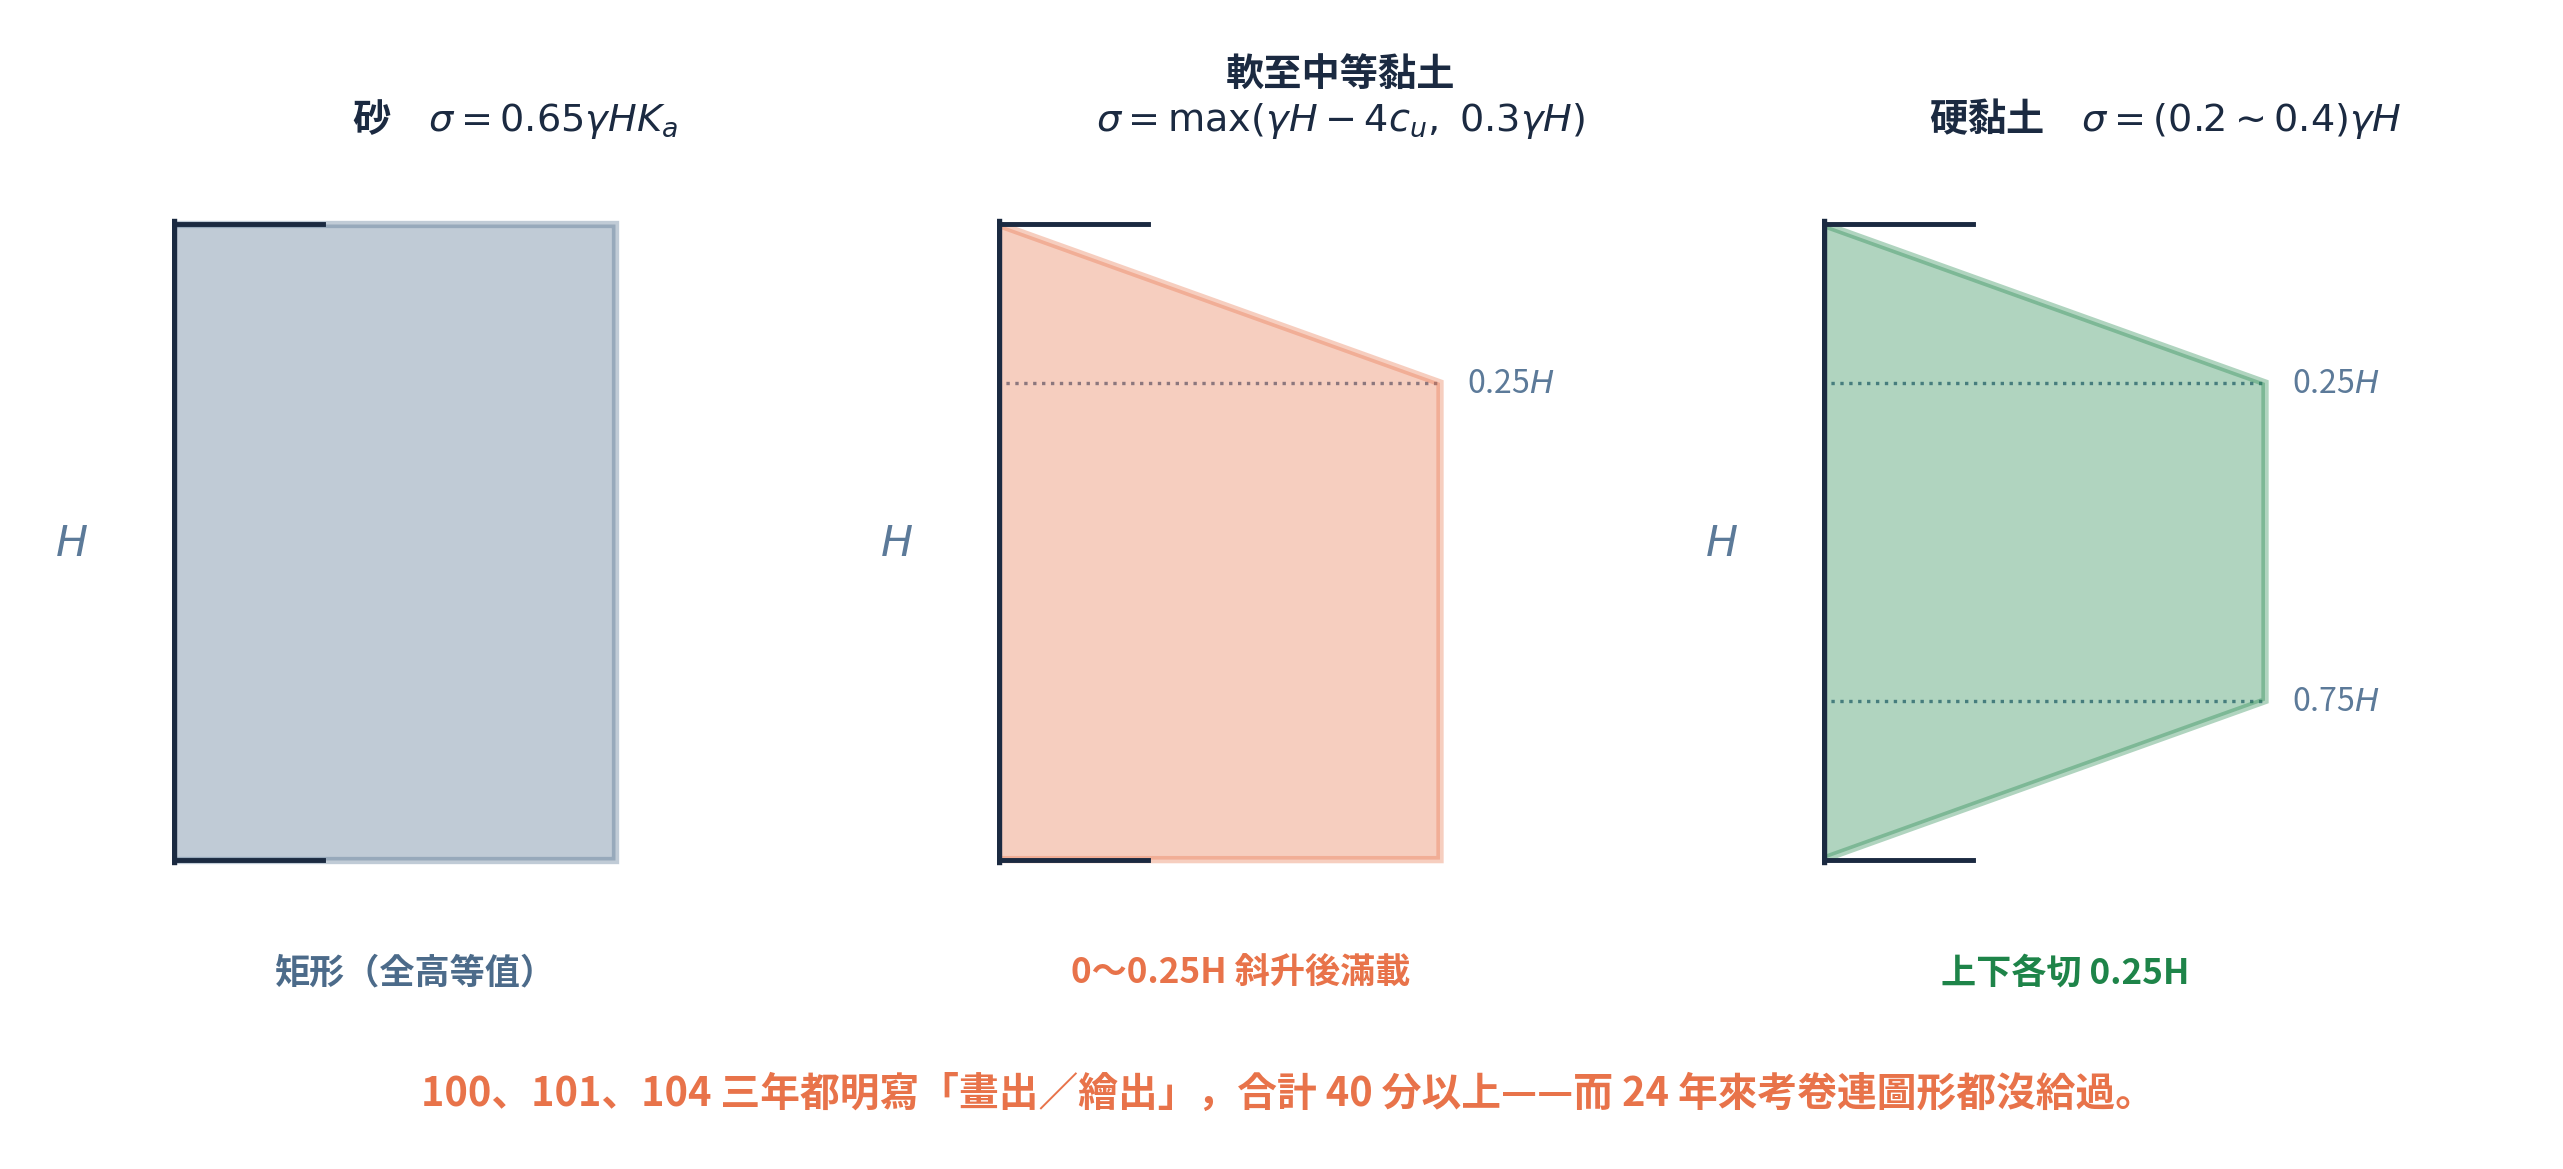 砂 σ = 0.65γHKₐ
軟至中等黏土
σ = max(γH − 4cᵤ, 0.3γH)
硬黏土 σ = (0.2 ~ 0.4)γH
H
矩形（全高等值）
H
0.25H
0～0.25H 斜升後滿載
H
0.25H
0.75H
上下各切 0.25H
100、101、104 三年都明寫「畫出／繪出」，合計 40 分以上——而 24 年來考卷連圖形都沒給過。